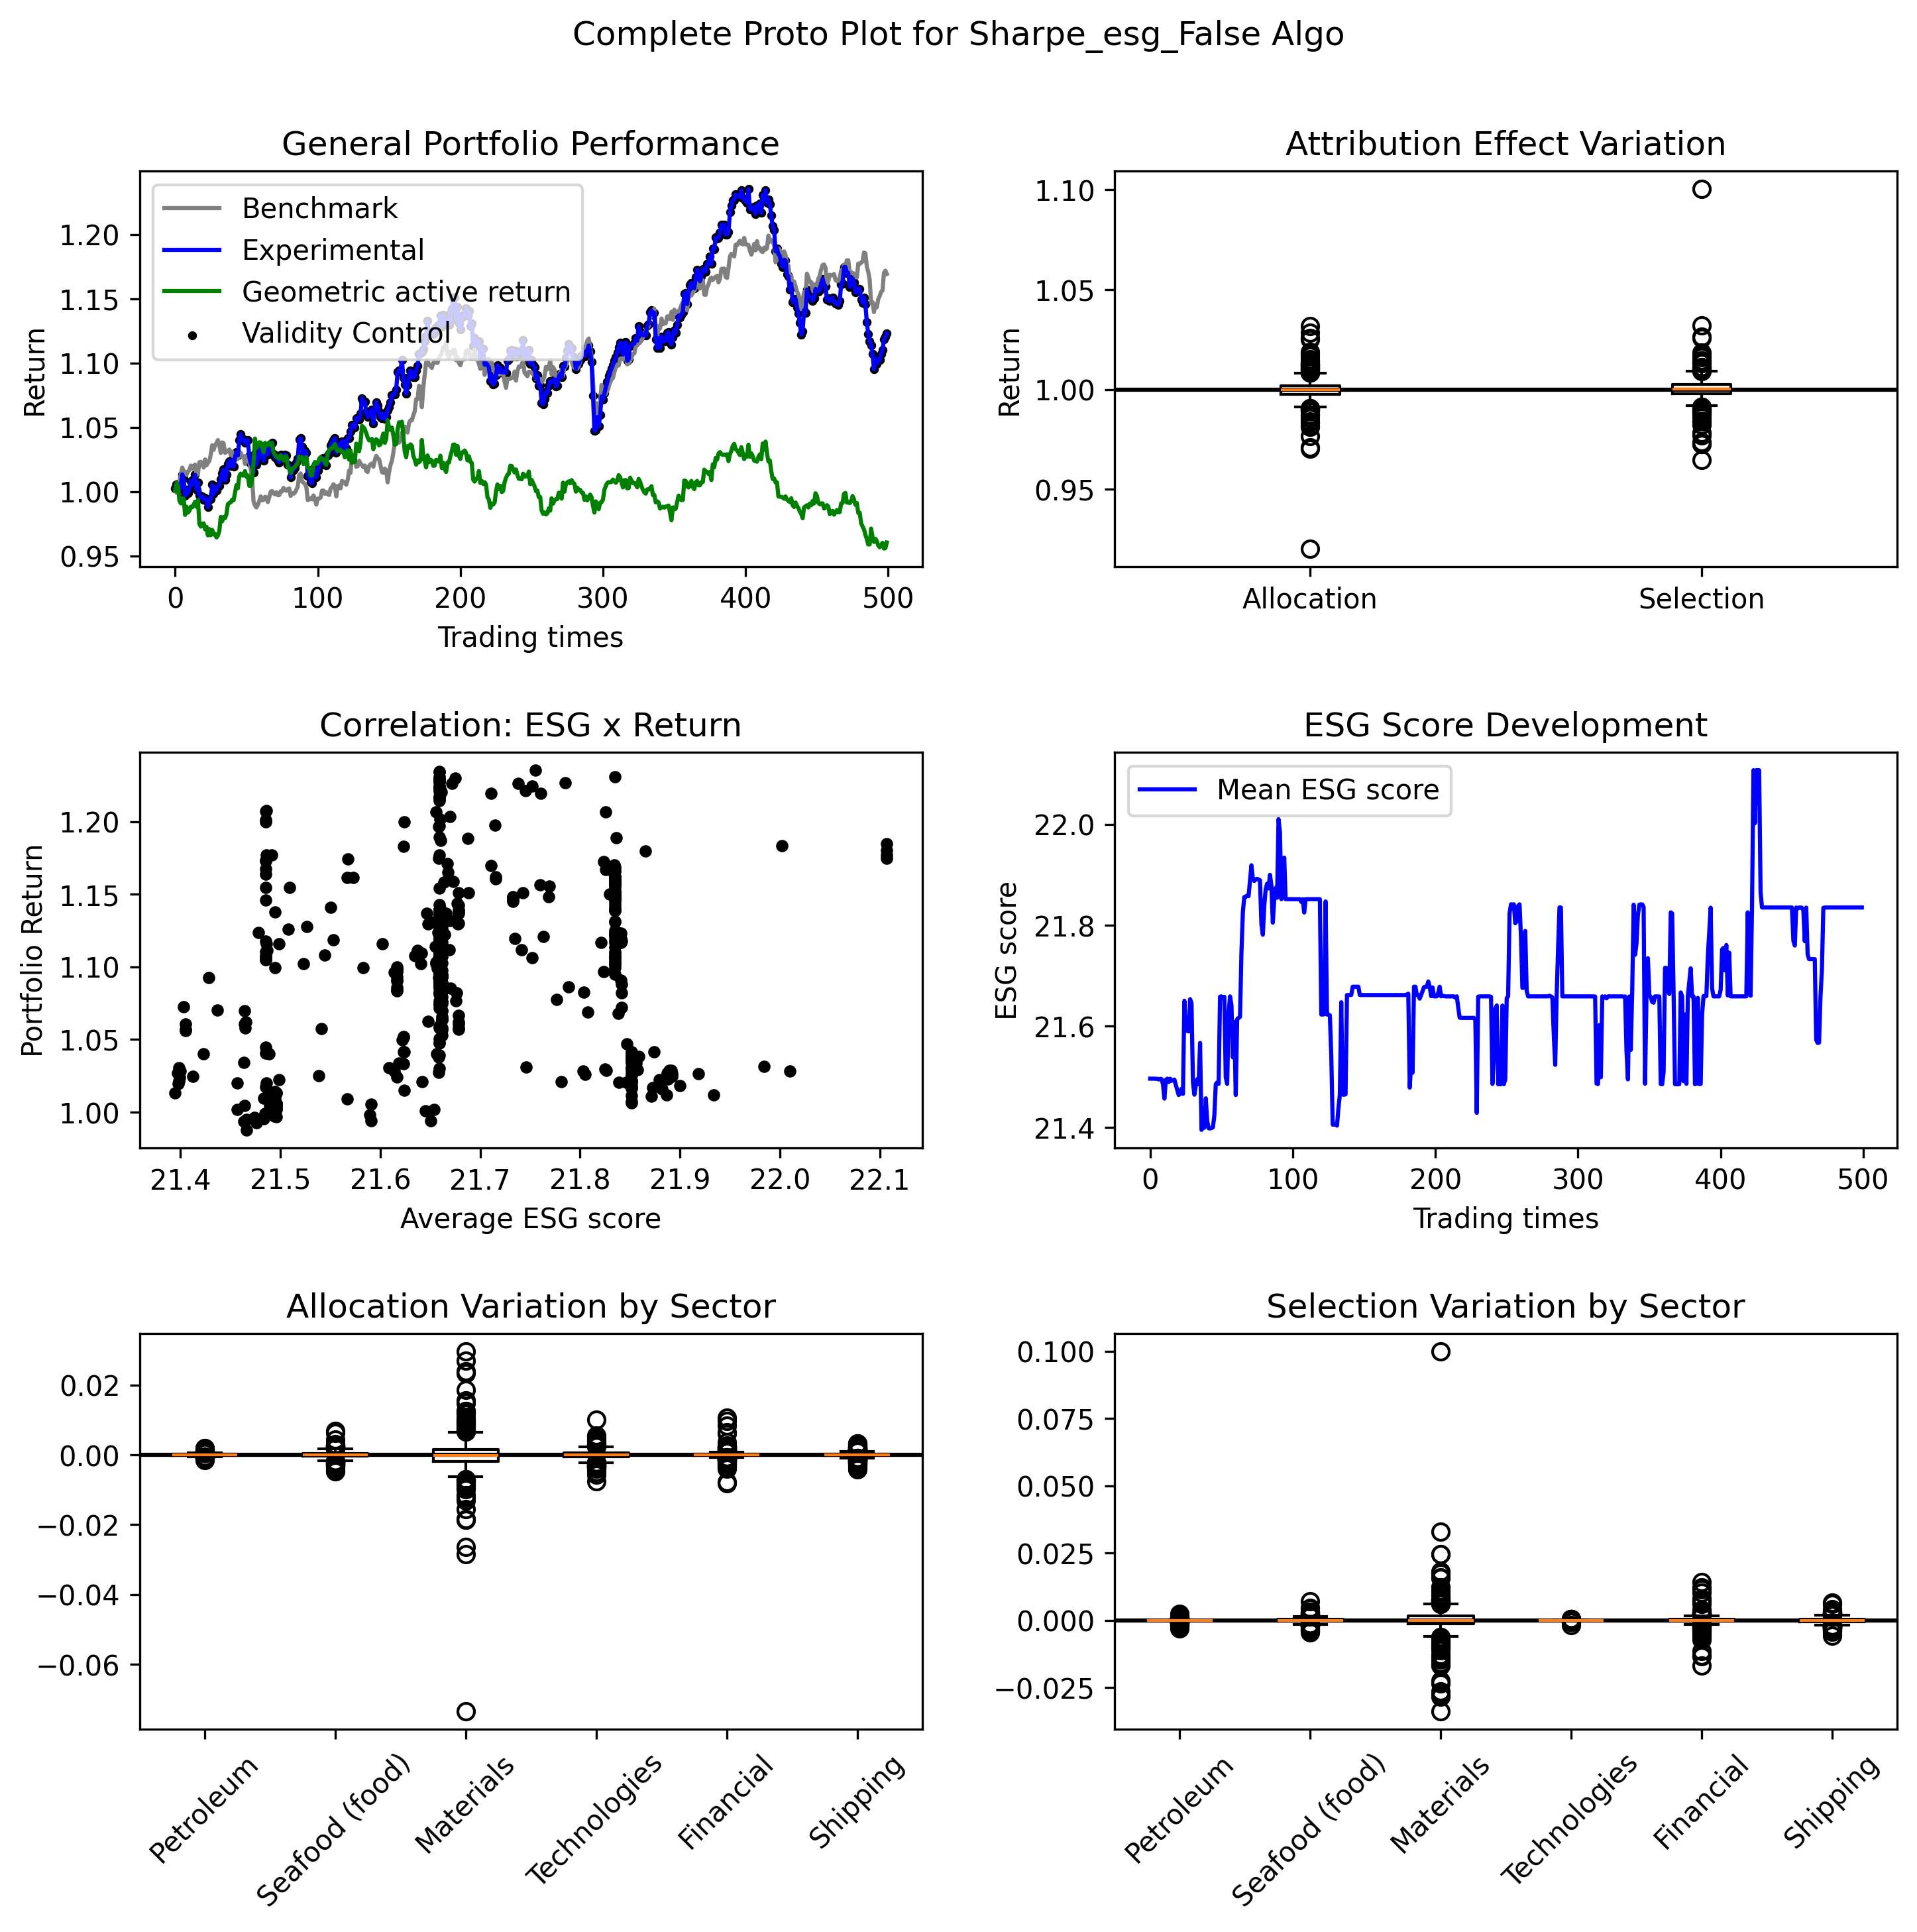 Complete Proto Plot for Sharpe_esg_False Algo
General Portfolio Performance
Benchmark
Experimental
Geometric active return
Validity Control
Return
1.20
1.15
1.10
1.05
1.00
0.95
0 100 200 300 400 500
Trading times
Attribution Effect Variation
Return
1.10
1.05
1.00
0.95
Allocation Selection
Correlation: ESG x Return
Portfolio Return
1.20
1.15
1.10
1.05
1.00
21.4 21.5 21.6 21.7 21.8 21.9 22.0 22.1
Average ESG score
ESG Score Development
Mean ESG score
ESG score
22.0
21.8
21.6
21.4
0 100 200 300 400 500
Trading times
Allocation Variation by Sector
0.02
0.00
−0.02
−0.04
−0.06
Petroleum Seafood (food) Materials Technologies Financial Shipping
Selection Variation by Sector
0.100
0.075
0.050
0.025
0.000
−0.025
Petroleum Seafood (food) Materials Technologies Financial Shipping